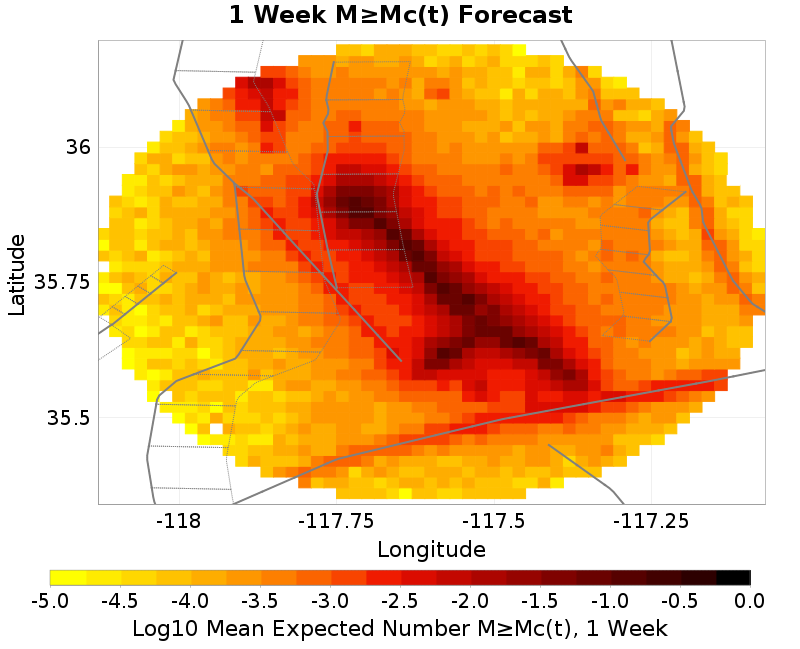 1 Week M≥Mc(t) Forecast
36
35.75
35.5
Latitude
-118 -117.75 -117.5 -117.25
Longitude
-5.0 -4.5 -4.0 -3.5 -3.0 -2.5 -2.0 -1.5 -1.0 -0.5 0.0
Log10 Mean Expected Number M≥Mc(t), 1 Week